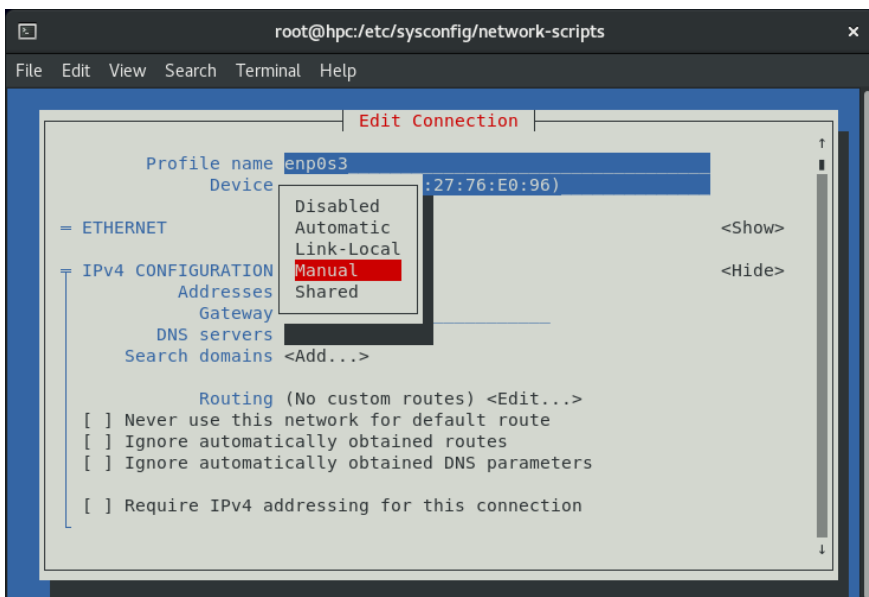 root@hpc:/etc/sysconfig/network-scripts ×
File Edit View Search Terminal Help
Edit Connection
Profile name enp0s3
Device :27:76:E0:96)
Disabled
= ETHERNET Automatic <Show>
Link-Local
IPv4 CONFIGURATION Manual <Hide>
Addresses Shared
Gateway
DNS servers
Search domains <Add...>
Routing (No custom routes) <Edit...>
[ ] Never use this network for default route
[ ] Ignore automatically obtained routes
[ ] Ignore automatically obtained DNS parameters
[ ] Require IPv4 addressing for this connection